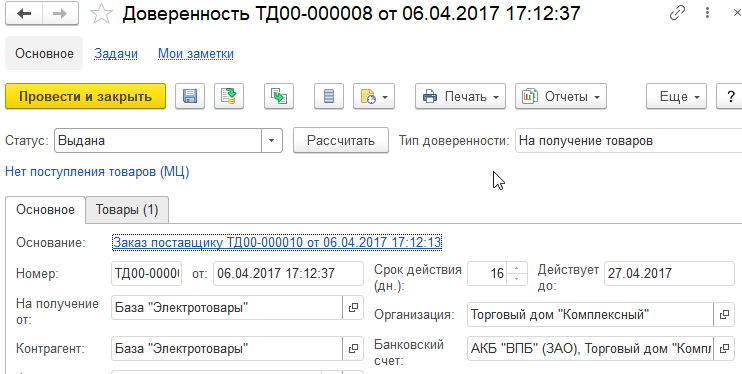 Доверенность ТД00-000008 от 06.04.2017 17:12:37
Основное Задачи Мои заметки
Провести и закрыть Печать Отчеты Еще ?
Статус: Выдана Рассчитать Тип доверенности: На получение товаров
Нет поступления товаров (МЦ)
Основное Товары (1)
Основание: Заказ поставщику ТД00-000010 от 06.04.2017 17:12:13
Номер: ТД00-0000 от: 06.04.2017 17:12:37 Срок действия (дн.): 16 Действует до: 27.04.2017
На получение от: База "Электротовары" Организация: Торговый дом "Комплексный"
Контрагент: База "Электротовары" Банковский счет: АКБ "ВПБ" (ЗАО), Торговый дом "Компл